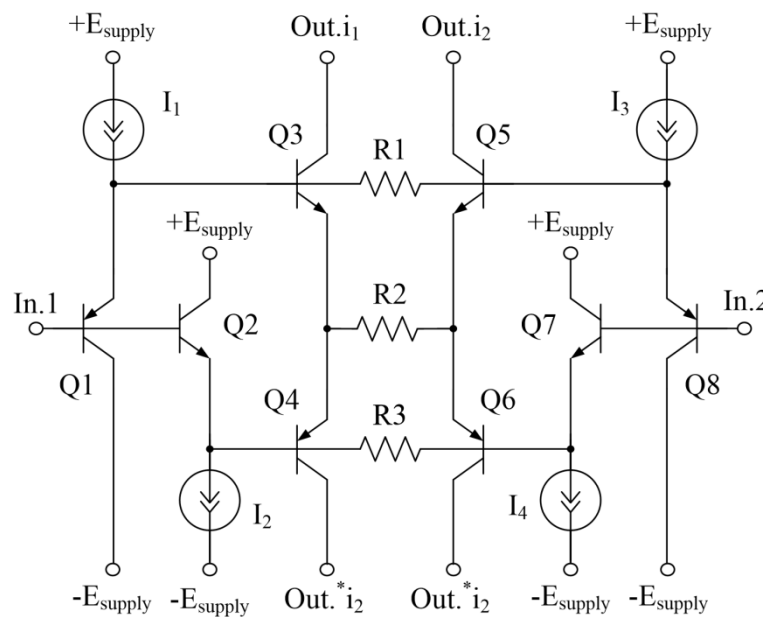 +Esupply Out.i1 Out.i2 +Esupply
I1 I3
Q3 R1 Q5
+Esupply +Esupply
In.1 Q2 R2 Q7 In.2
Q1 Q4 R3 Q6 Q8
I2 I4
-Esupply -Esupply Out.*i2 Out.*i2 -Esupply -Esupply